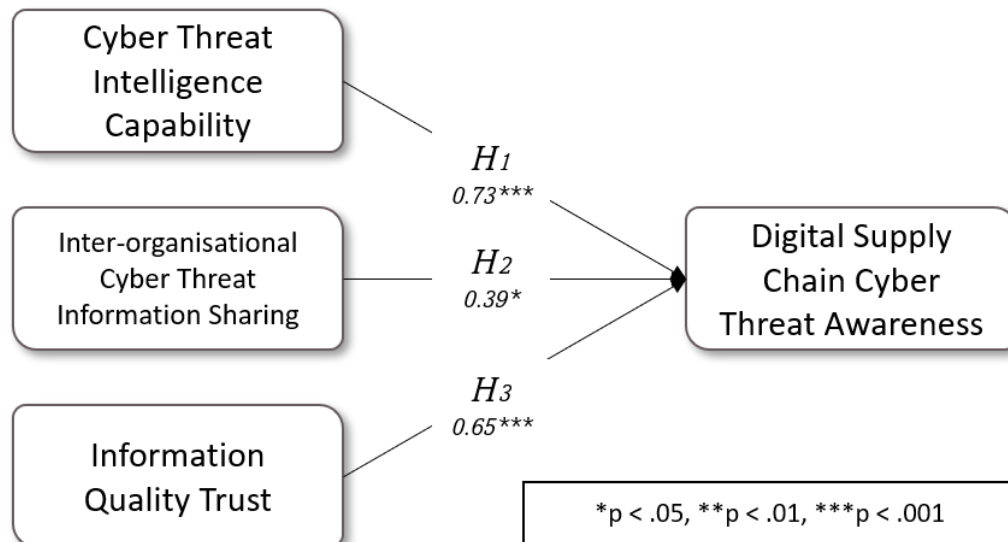 Cyber Threat
Intelligence
Capability
H1
0.73***
Inter-organisational
Cyber Threat
Information Sharing
H2
0.39*
Digital Supply
Chain Cyber
Threat Awareness
H3
0.65***
Information
Quality Trust
*p < .05, **p < .01, ***p < .001